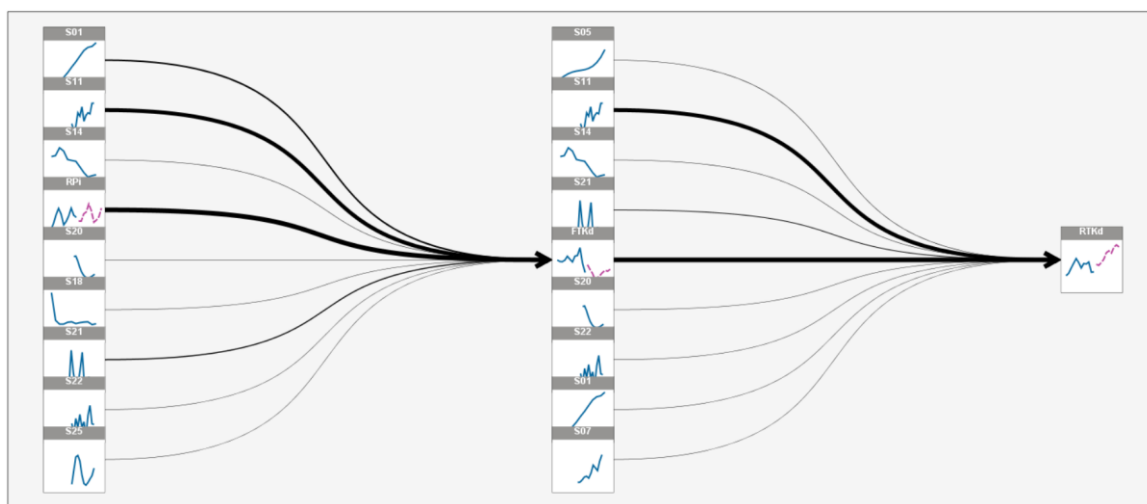 S01
S11
S14
RPI
S20
S18
S21
S22
S25
S05
S11
S14
S21
FTKd
S20
S22
S01
S07
RTKd